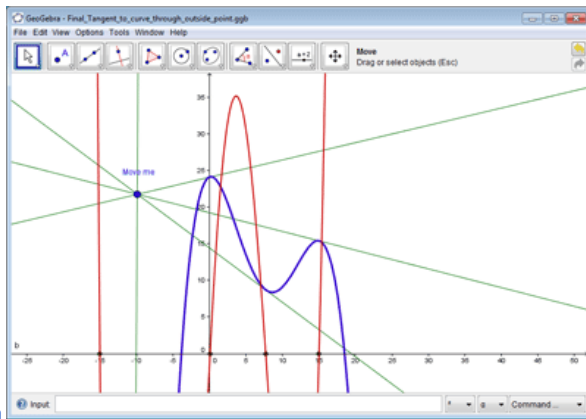 GeoGebra - Final_Tangent_to_curve_through_outside_point.ggb
File Edit View Options Tools Window Help
A
a=2
Move
Drag or select objects (Esc)
35
30
25
Move me
20
15
10
5
b
0
-25 -20 -15 -10 -5 0 5 10 15 20 25 30 35 40 45 50
Input:
α
Command ...